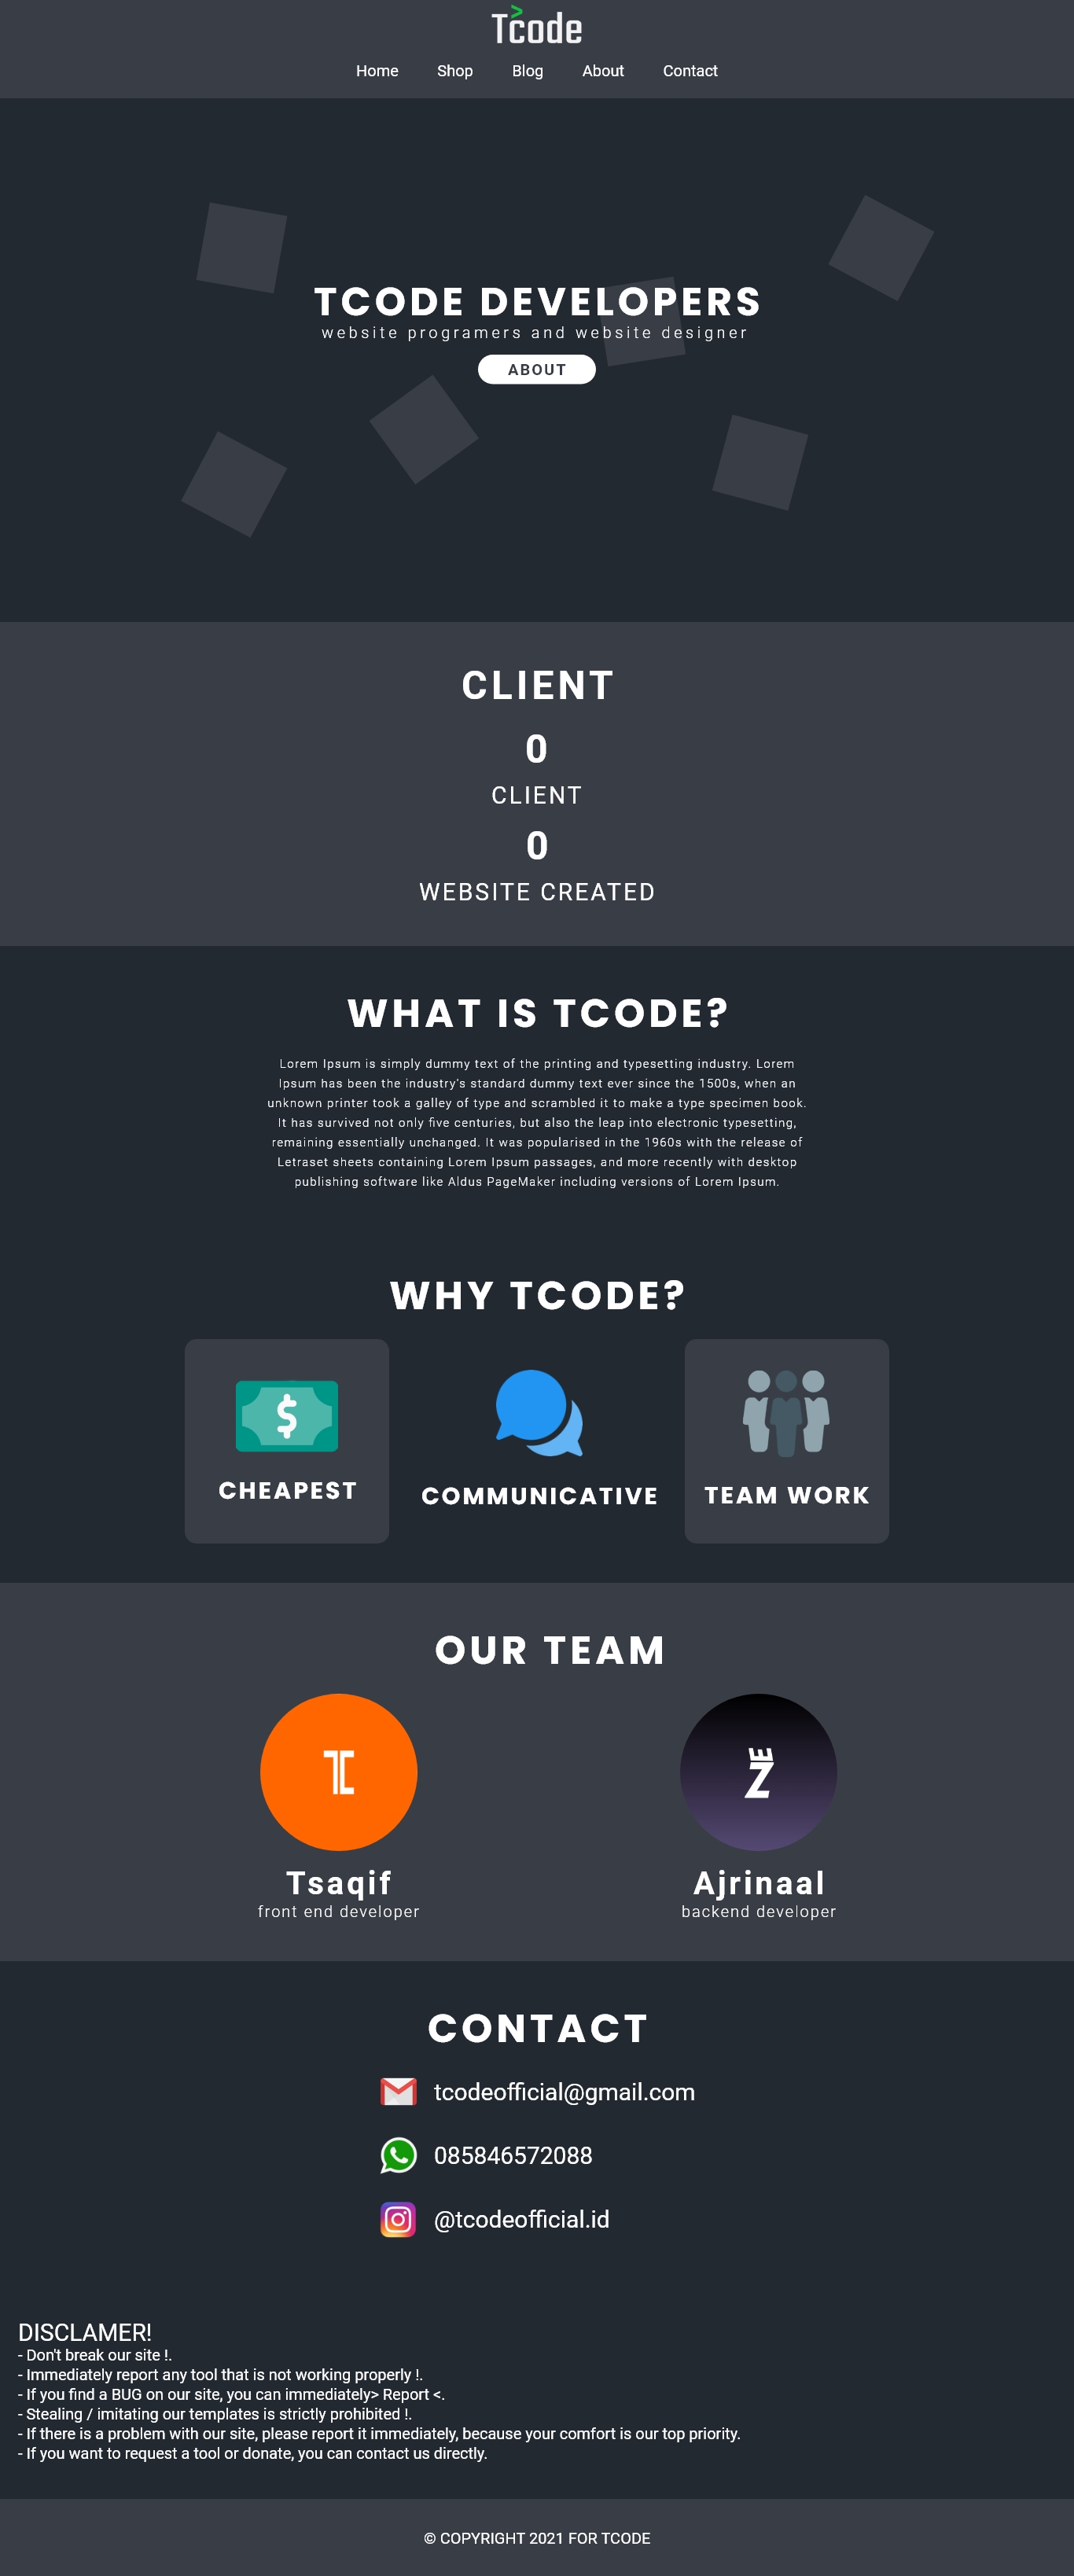 Tcode
Home Shop Blog About Contact
TCODE DEVELOPERS
website programers and website designer
ABOUT
CLIENT
0
CLIENT
0
WEBSITE CREATED
WHAT IS TCODE?
Lorem Ipsum is simply dummy text of the printing and typesetting industry. Lorem
Ipsum has been the industry's standard dummy text ever since the 1500s, when an
unknown printer took a galley of type and scrambled it to make a type specimen book.
It has survived not only five centuries, but also the leap into electronic typesetting,
remaining essentially unchanged. It was popularised in the 1960s with the release of
Letraset sheets containing Lorem Ipsum passages, and more recently with desktop
publishing software like Aldus PageMaker including versions of Lorem Ipsum.
WHY TCODE?
CHEAPEST
COMMUNICATIVE
TEAM WORK
OUR TEAM
Tsaqif
front end developer
Ajrinaal
backend developer
CONTACT
tcodeofficial@gmail.com
085846572088
@tcodeofficial.id
DISCLAMER!
- Don't break our site !.
- Immediately report any tool that is not working properly !.
- If you find a BUG on our site, you can immediately> Report <.
- Stealing / imitating our templates is strictly prohibited !.
- If there is a problem with our site, please report it immediately, because your comfort is our top priority.
- If you want to request a tool or donate, you can contact us directly.
© COPYRIGHT 2021 FOR TCODE